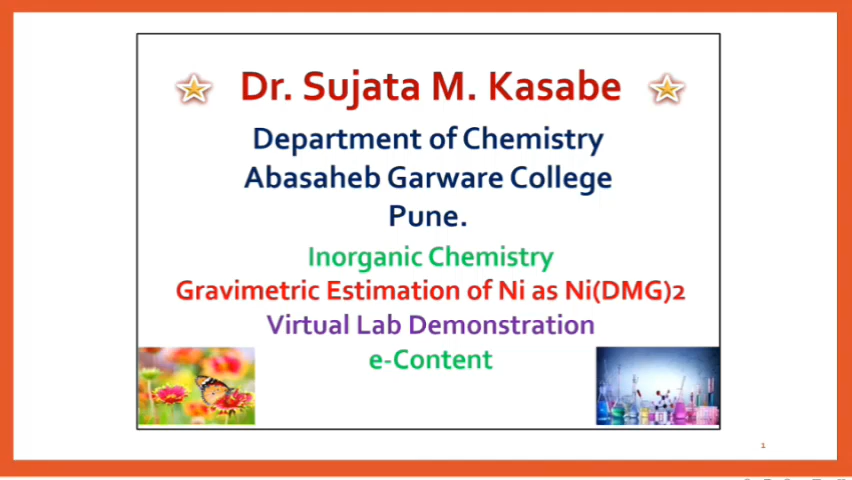 Dr. Sujata M. Kasabe
Department of Chemistry
Abasaheb Garware College
Pune.
Inorganic Chemistry
Gravimetric Estimation of Ni as Ni(DMG)2
Virtual Lab Demonstration
e-Content
1